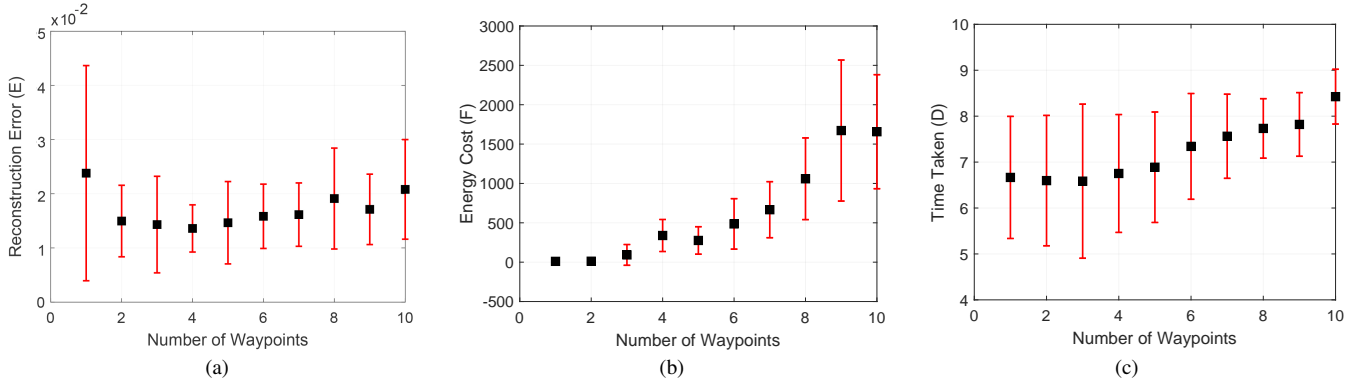 ×10-2
5
4
3
2
1
0
Reconstruction Error (E)
0 2 4 6 8 10
Number of Waypoints
(a)
3000
2500
2000
1500
1000
500
0
-500
Energy Cost (F)
0 2 4 6 8 10
Number of Waypoints
(b)
10
9
8
7
6
5
4
Time Taken (D)
0 2 4 6 8 10
Number of Waypoints
(c)